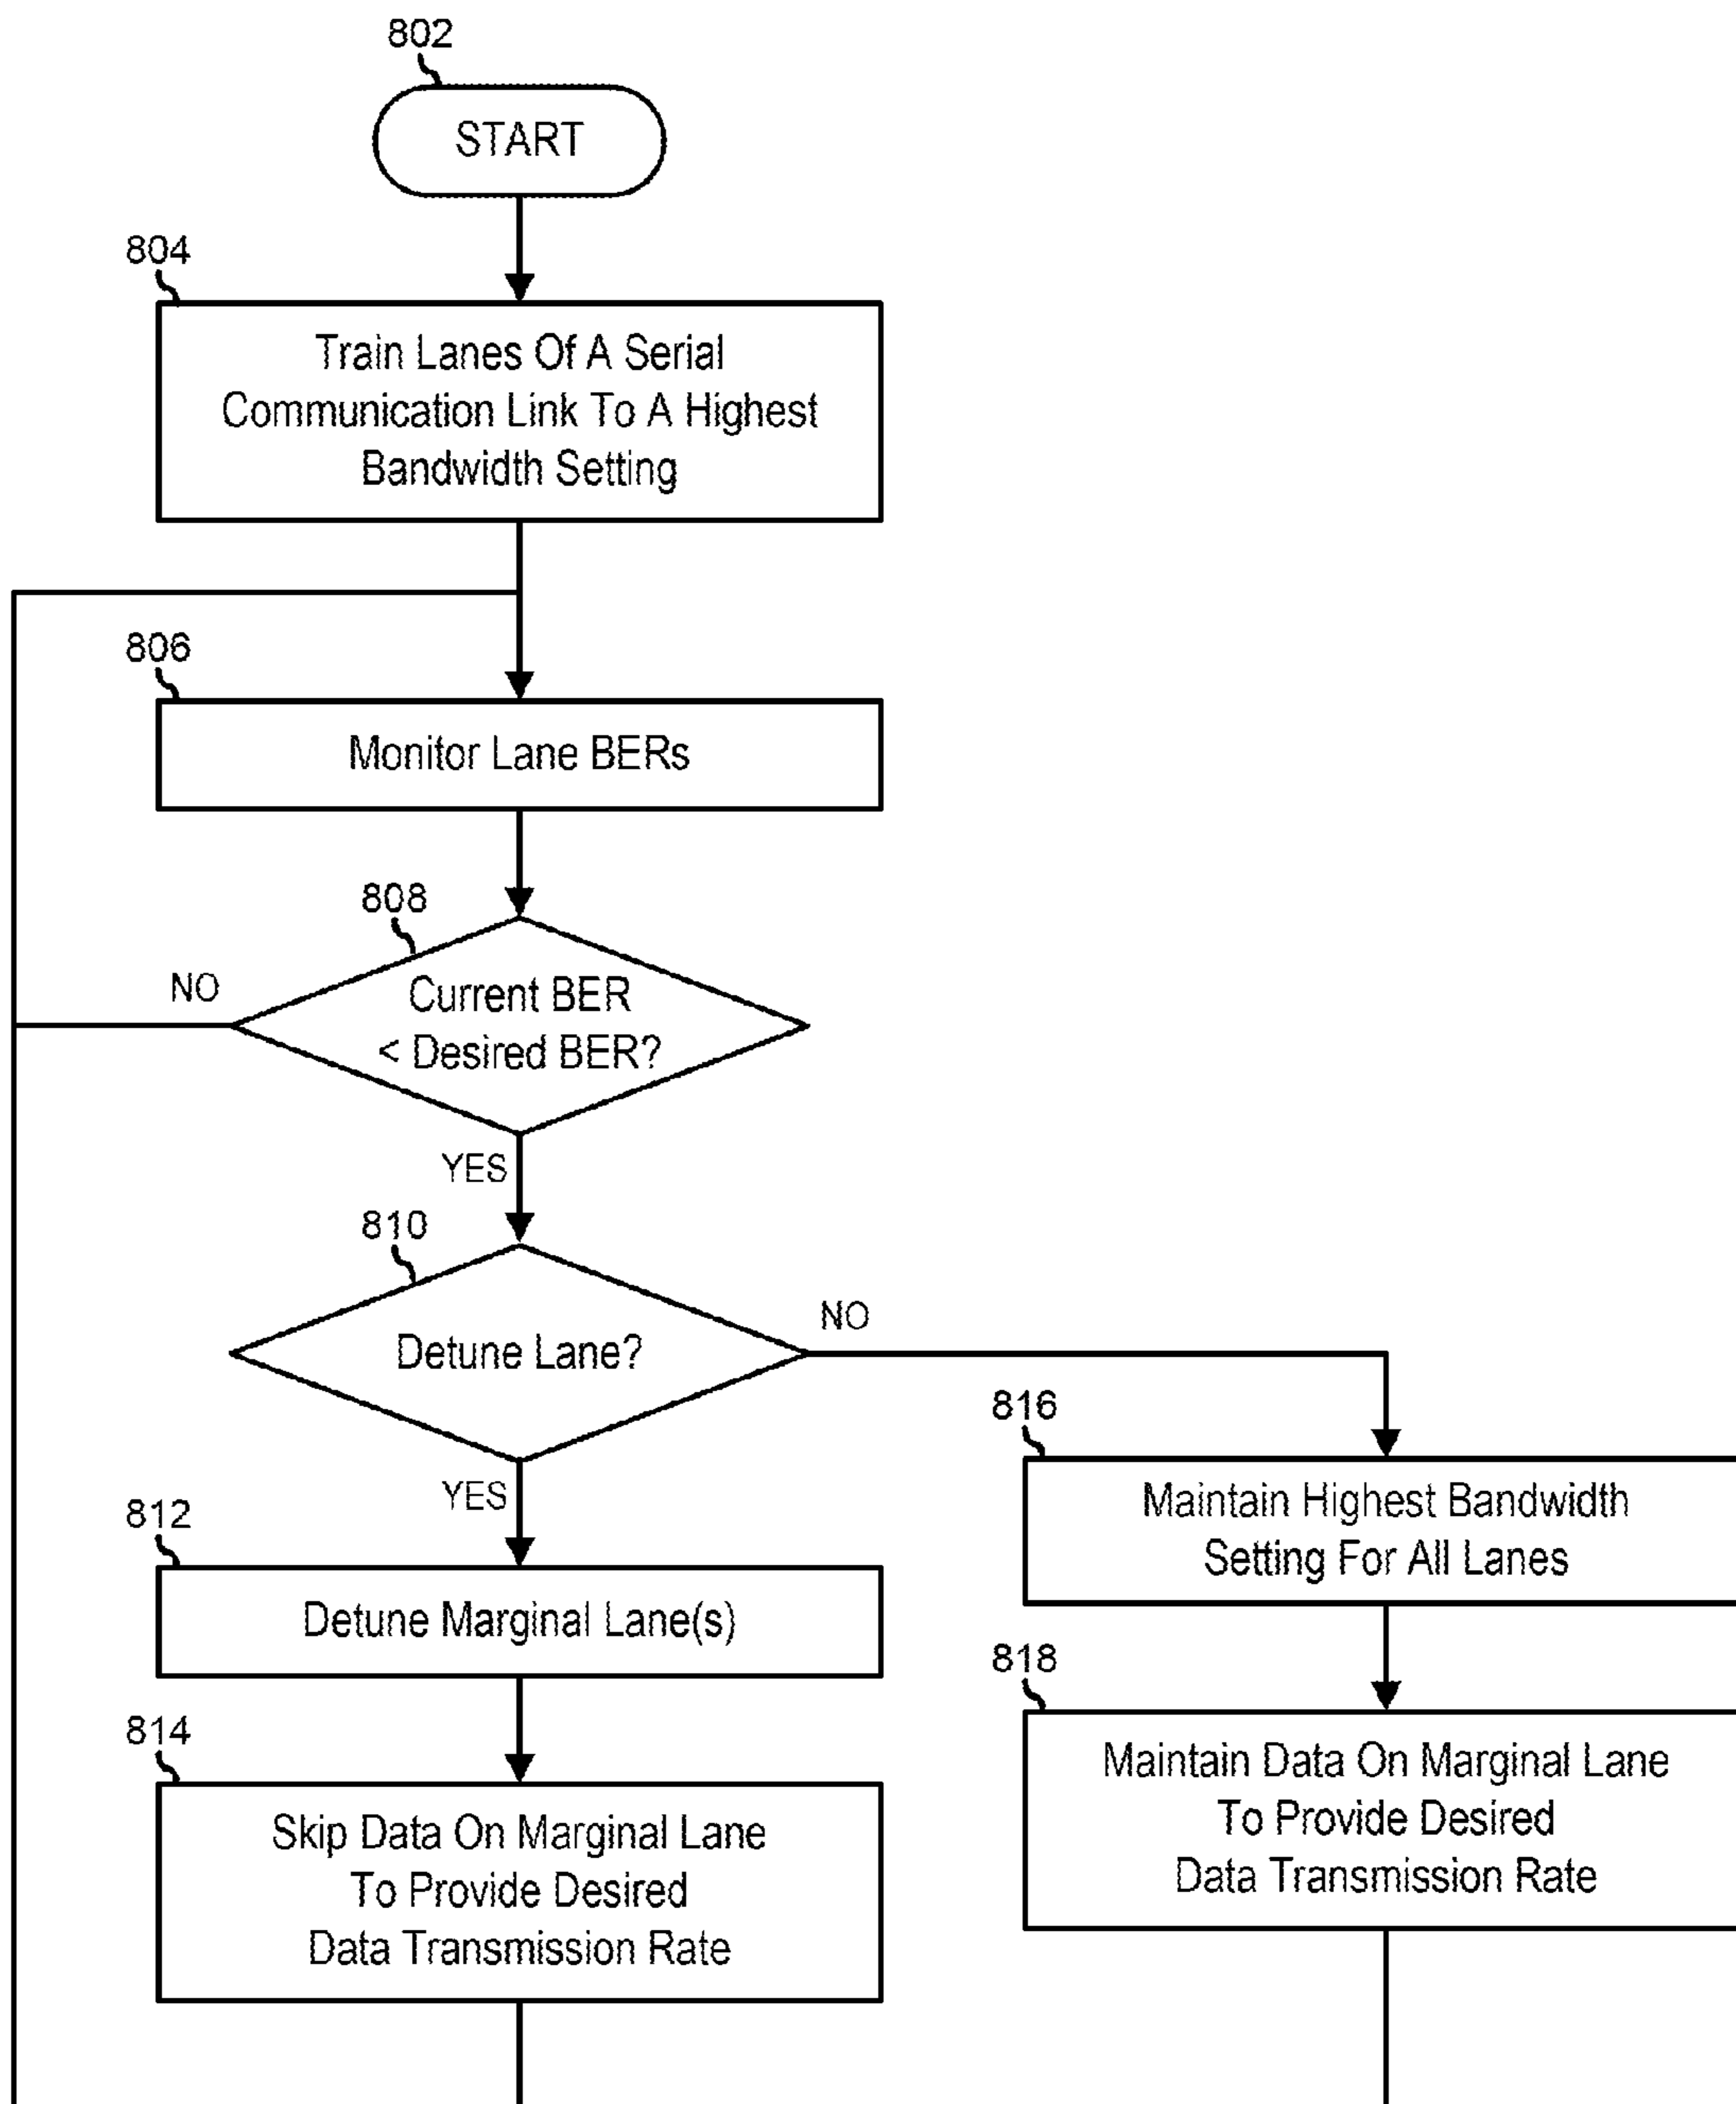 802
START
804
Train Lanes Of A Serial
Communication Link To A Highest
Bandwidth Setting
806
Monitor Lane BERs
808
NO
Current BER
< Desired BER?
YES
810
NO
Detune Lane?
YES
816
Maintain Highest Bandwidth
Setting For All Lanes
812
Detune Marginal Lane(s)
818
Maintain Data On Marginal Lane
To Provide Desired
Data Transmission Rate
814
Skip Data On Marginal Lane
To Provide Desired
Data Transmission Rate